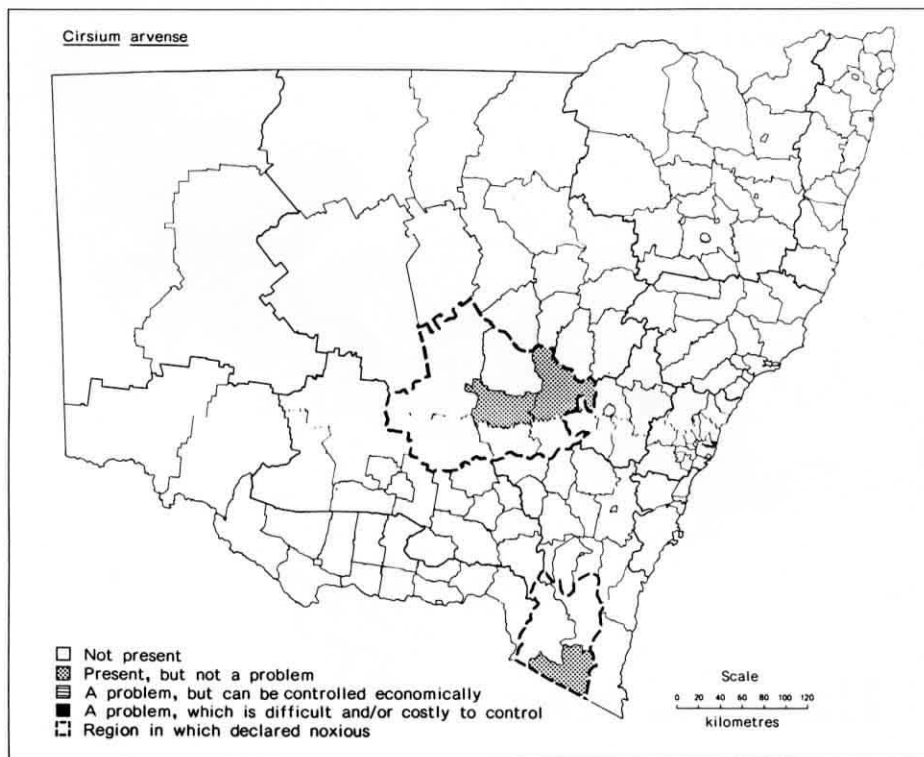 Cirsium arvense
Not present
Present, but not a problem
A problem, but can be controlled economically
A problem, which is difficult and/or costly to control
Region in which declared noxious
Scale
0 20 40 60 80 100 120
kilometres